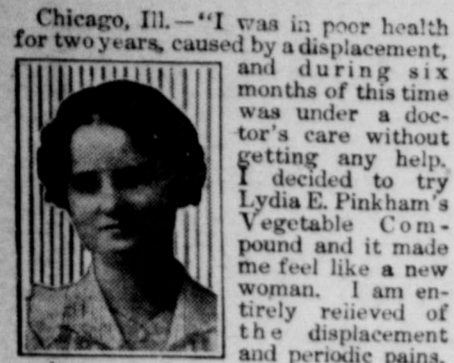 Chicago, Ill.—"I was in poor health
for two years, caused by a displacement,
and during six
months of this time
was under a doc-
tor's care without
getting any help.
I decided to try
Lydia E. Pinkham's
Vegetable Com-
pound and it made
me feel like a new
woman. I am en-
tirely relieved of
the displacement
and periodic pains,